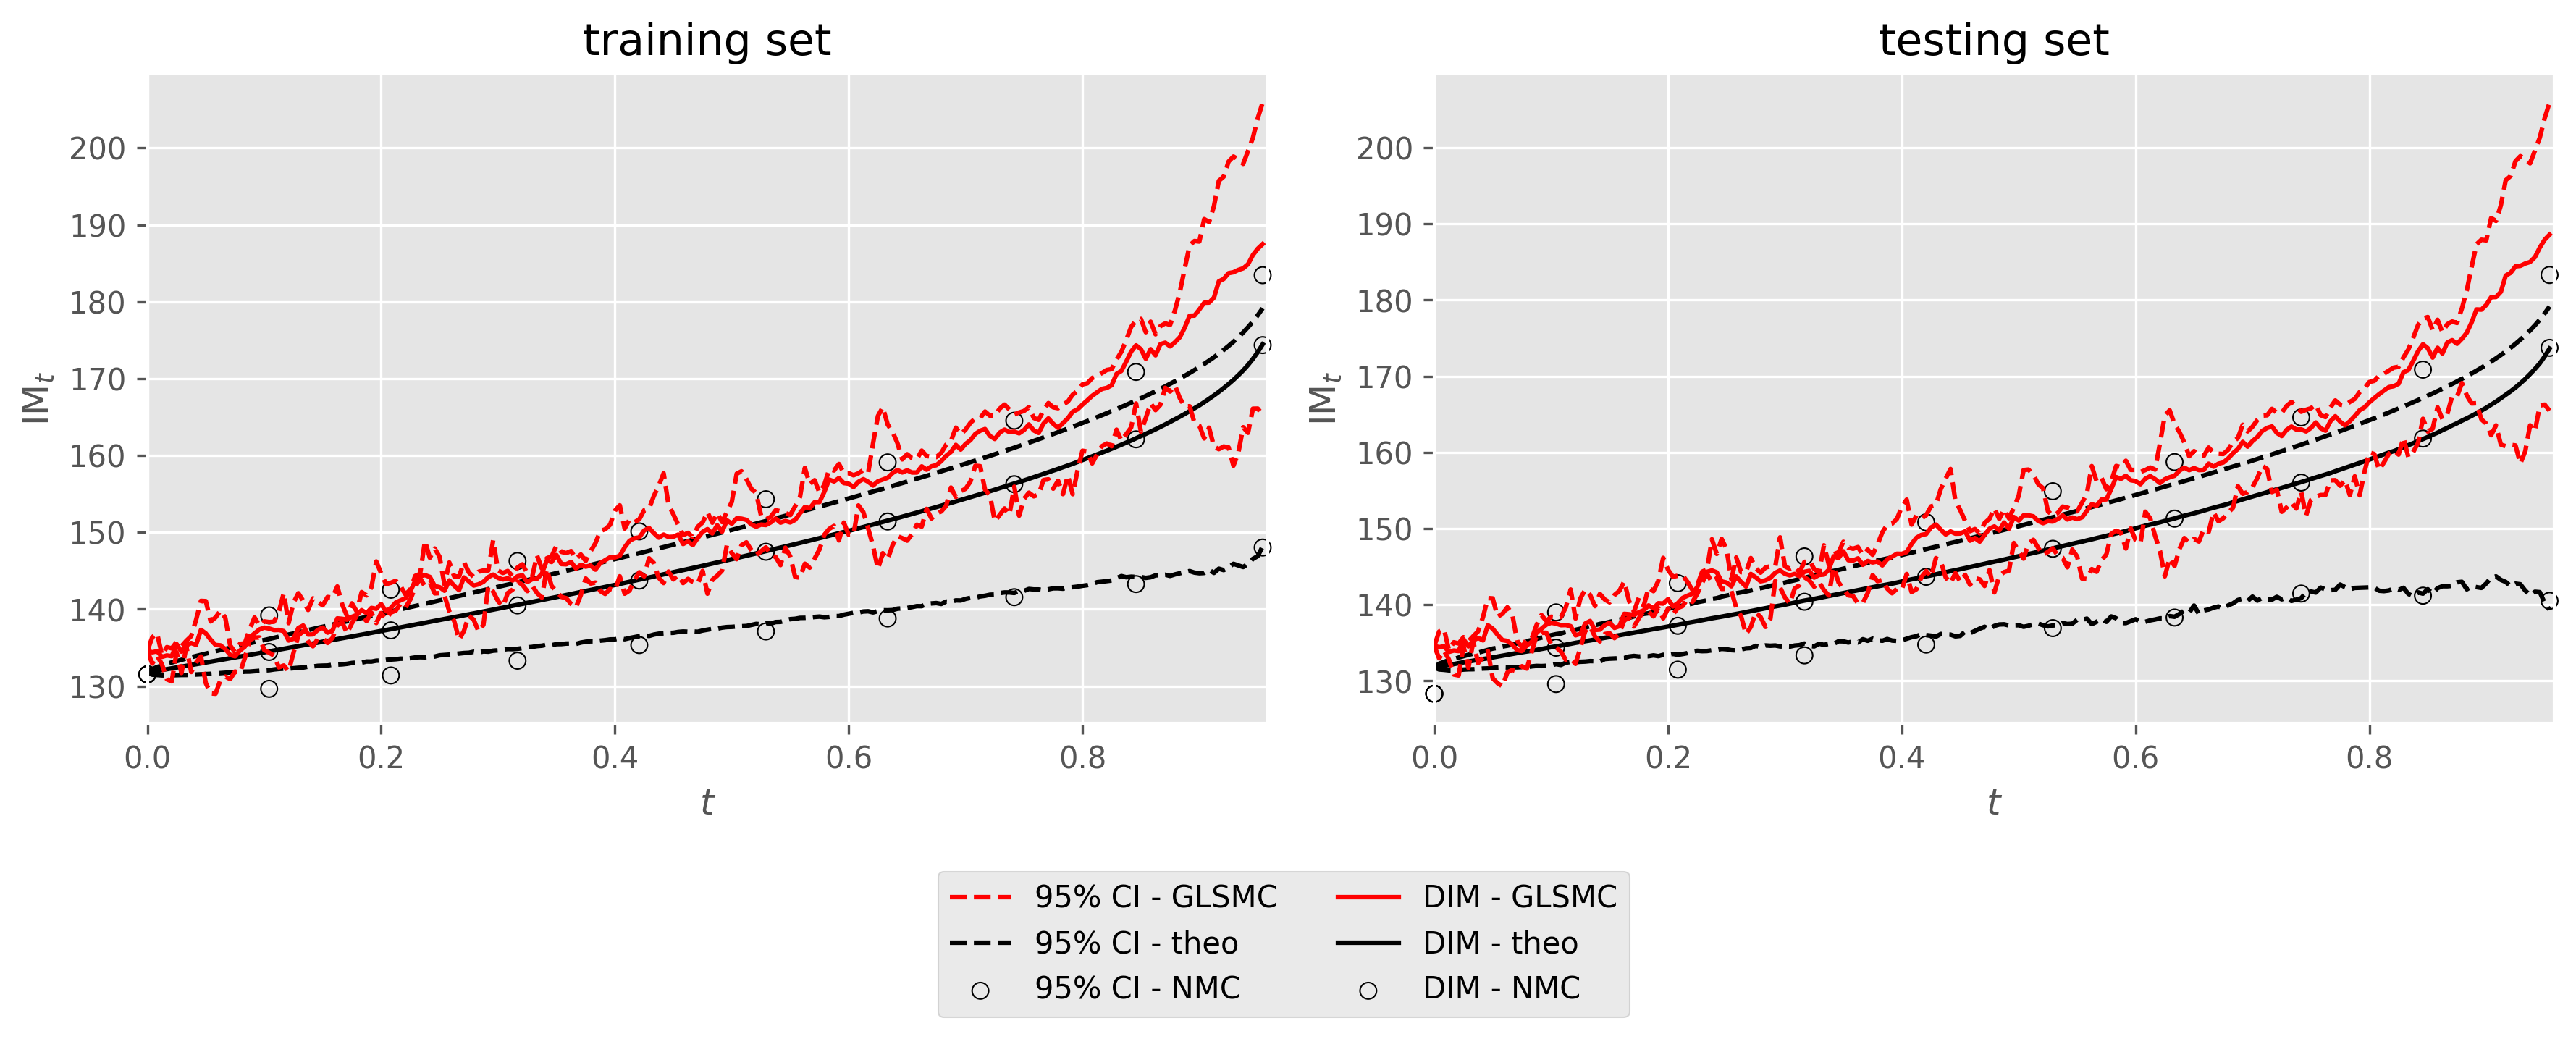 training set
testing set
IM_t
200
190
180
170
160
150
140
130
0.0 0.2 0.4 0.6 0.8
t
IM_t
200
190
180
170
160
150
140
130
0.0 0.2 0.4 0.6 0.8
t
95% CI - GLSMC
95% CI - theo
95% CI - NMC
DIM - GLSMC
DIM - theo
DIM - NMC